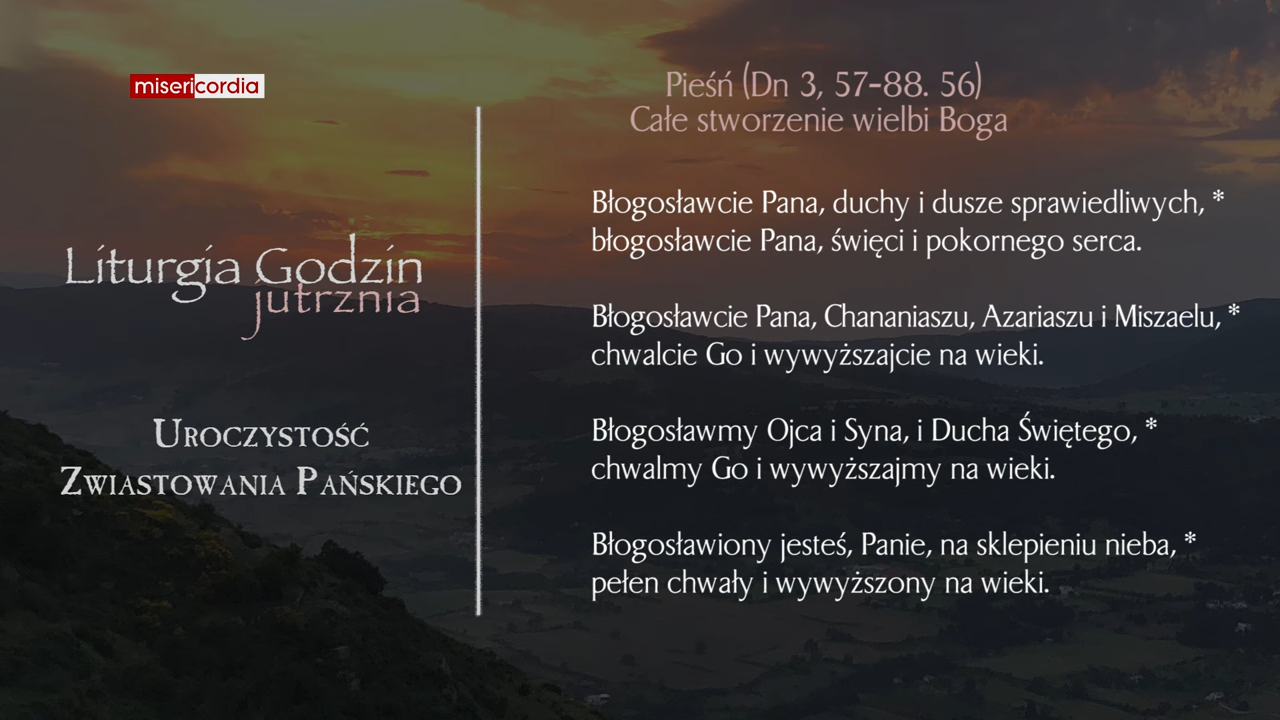 misericordia
Liturgia Godzin
jutrznia
Uroczystość
Zwiastowania Pańskiego
Pieśń (Dn 3, 57-88. 56)
Całe stworzenie wielbi Boga
Błogosławcie Pana, duchy i dusze sprawiedliwych, *
błogosławcie Pana, święci i pokornego serca.
Błogosławcie Pana, Chananiaszu, Azariaszu i Miszaelu, *
chwalcie Go i wywyższajcie na wieki.
Błogosławmy Ojca i Syna, i Ducha Świętego, *
chwalmy Go i wywyższajmy na wieki.
Błogosławiony jesteś, Panie, na sklepieniu nieba, *
pełen chwały i wywyższony na wieki.